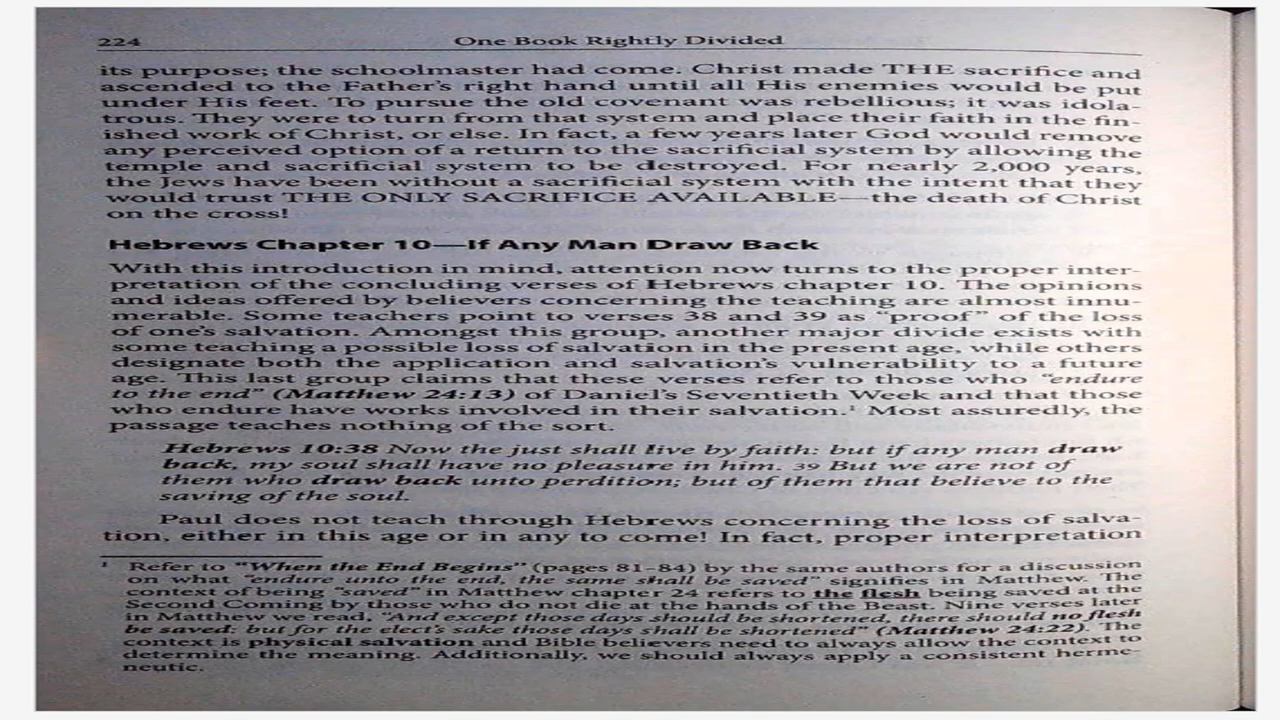 224
One Book Rightly Divided
its purpose; the schoolmaster had come. Christ made THE sacrifice and
ascended to the Father's right hand until all His enemies would be put
under His feet. To pursue the old covenant was rebellious; it was idola-
trous. They were to turn from that system and place their faith in the fin-
ished work of Christ, or else. In fact, a few years later God would remove
any perceived option of a return to the sacrificial system by allowing the
temple and sacrificial system to be destroyed. For nearly 2,000 years,
the Jews have been without a sacrificial system with the intent that they
would trust THE ONLY SACRIFICE AVAILABLE—the death of Christ
on the cross!
Hebrews Chapter 10—If Any Man Draw Back
With this introduction in mind, attention now turns to the proper inter-
pretation of the concluding verses of Hebrews chapter 10. The opinions
and ideas offered by believers concerning the teaching are almost innu-
merable. Some teachers point to verses 38 and 39 as "proof" of the loss
of one's salvation. Amongst this group, another major divide exists with
some teaching a possible loss of salvation in the present age, while others
designate both the application and salvation's vulnerability to a future
age. This last group claims that these verses refer to those who "endure
to the end" (Matthew 24:13) of Daniel's Seventieth Week and that those
who endure have works involved in their salvation.¹ Most assuredly, the
passage teaches nothing of the sort.
Hebrews 10:38 Now the just shall live by faith: but if any man draw
back, my soul shall have no pleasure in him. 39 But we are not of
them who draw back unto perdition; but of them that believe to the
saving of the soul.
Paul does not teach through Hebrews concerning the loss of salva-
tion, either in this age or in any to come! In fact, proper interpretation
¹ Refer to "When the End Begins" (pages 81-84) by the same authors for a discussion
on what "endure unto the end, the same shall be saved" signifies in Matthew. The
context of being "saved" in Matthew chapter 24 refers to the flesh being saved at the
Second Coming by those who do not die at the hands of the Beast. Nine verses later
in Matthew we read, "And except those days should be shortened, there should no flesh
be saved: but for the elect's sake those days shall be shortened" (Matthew 24:22). The
context is physical salvation and Bible believers need to always allow the context to
determine the meaning. Additionally, we should always apply a consistent herme-
neutic.